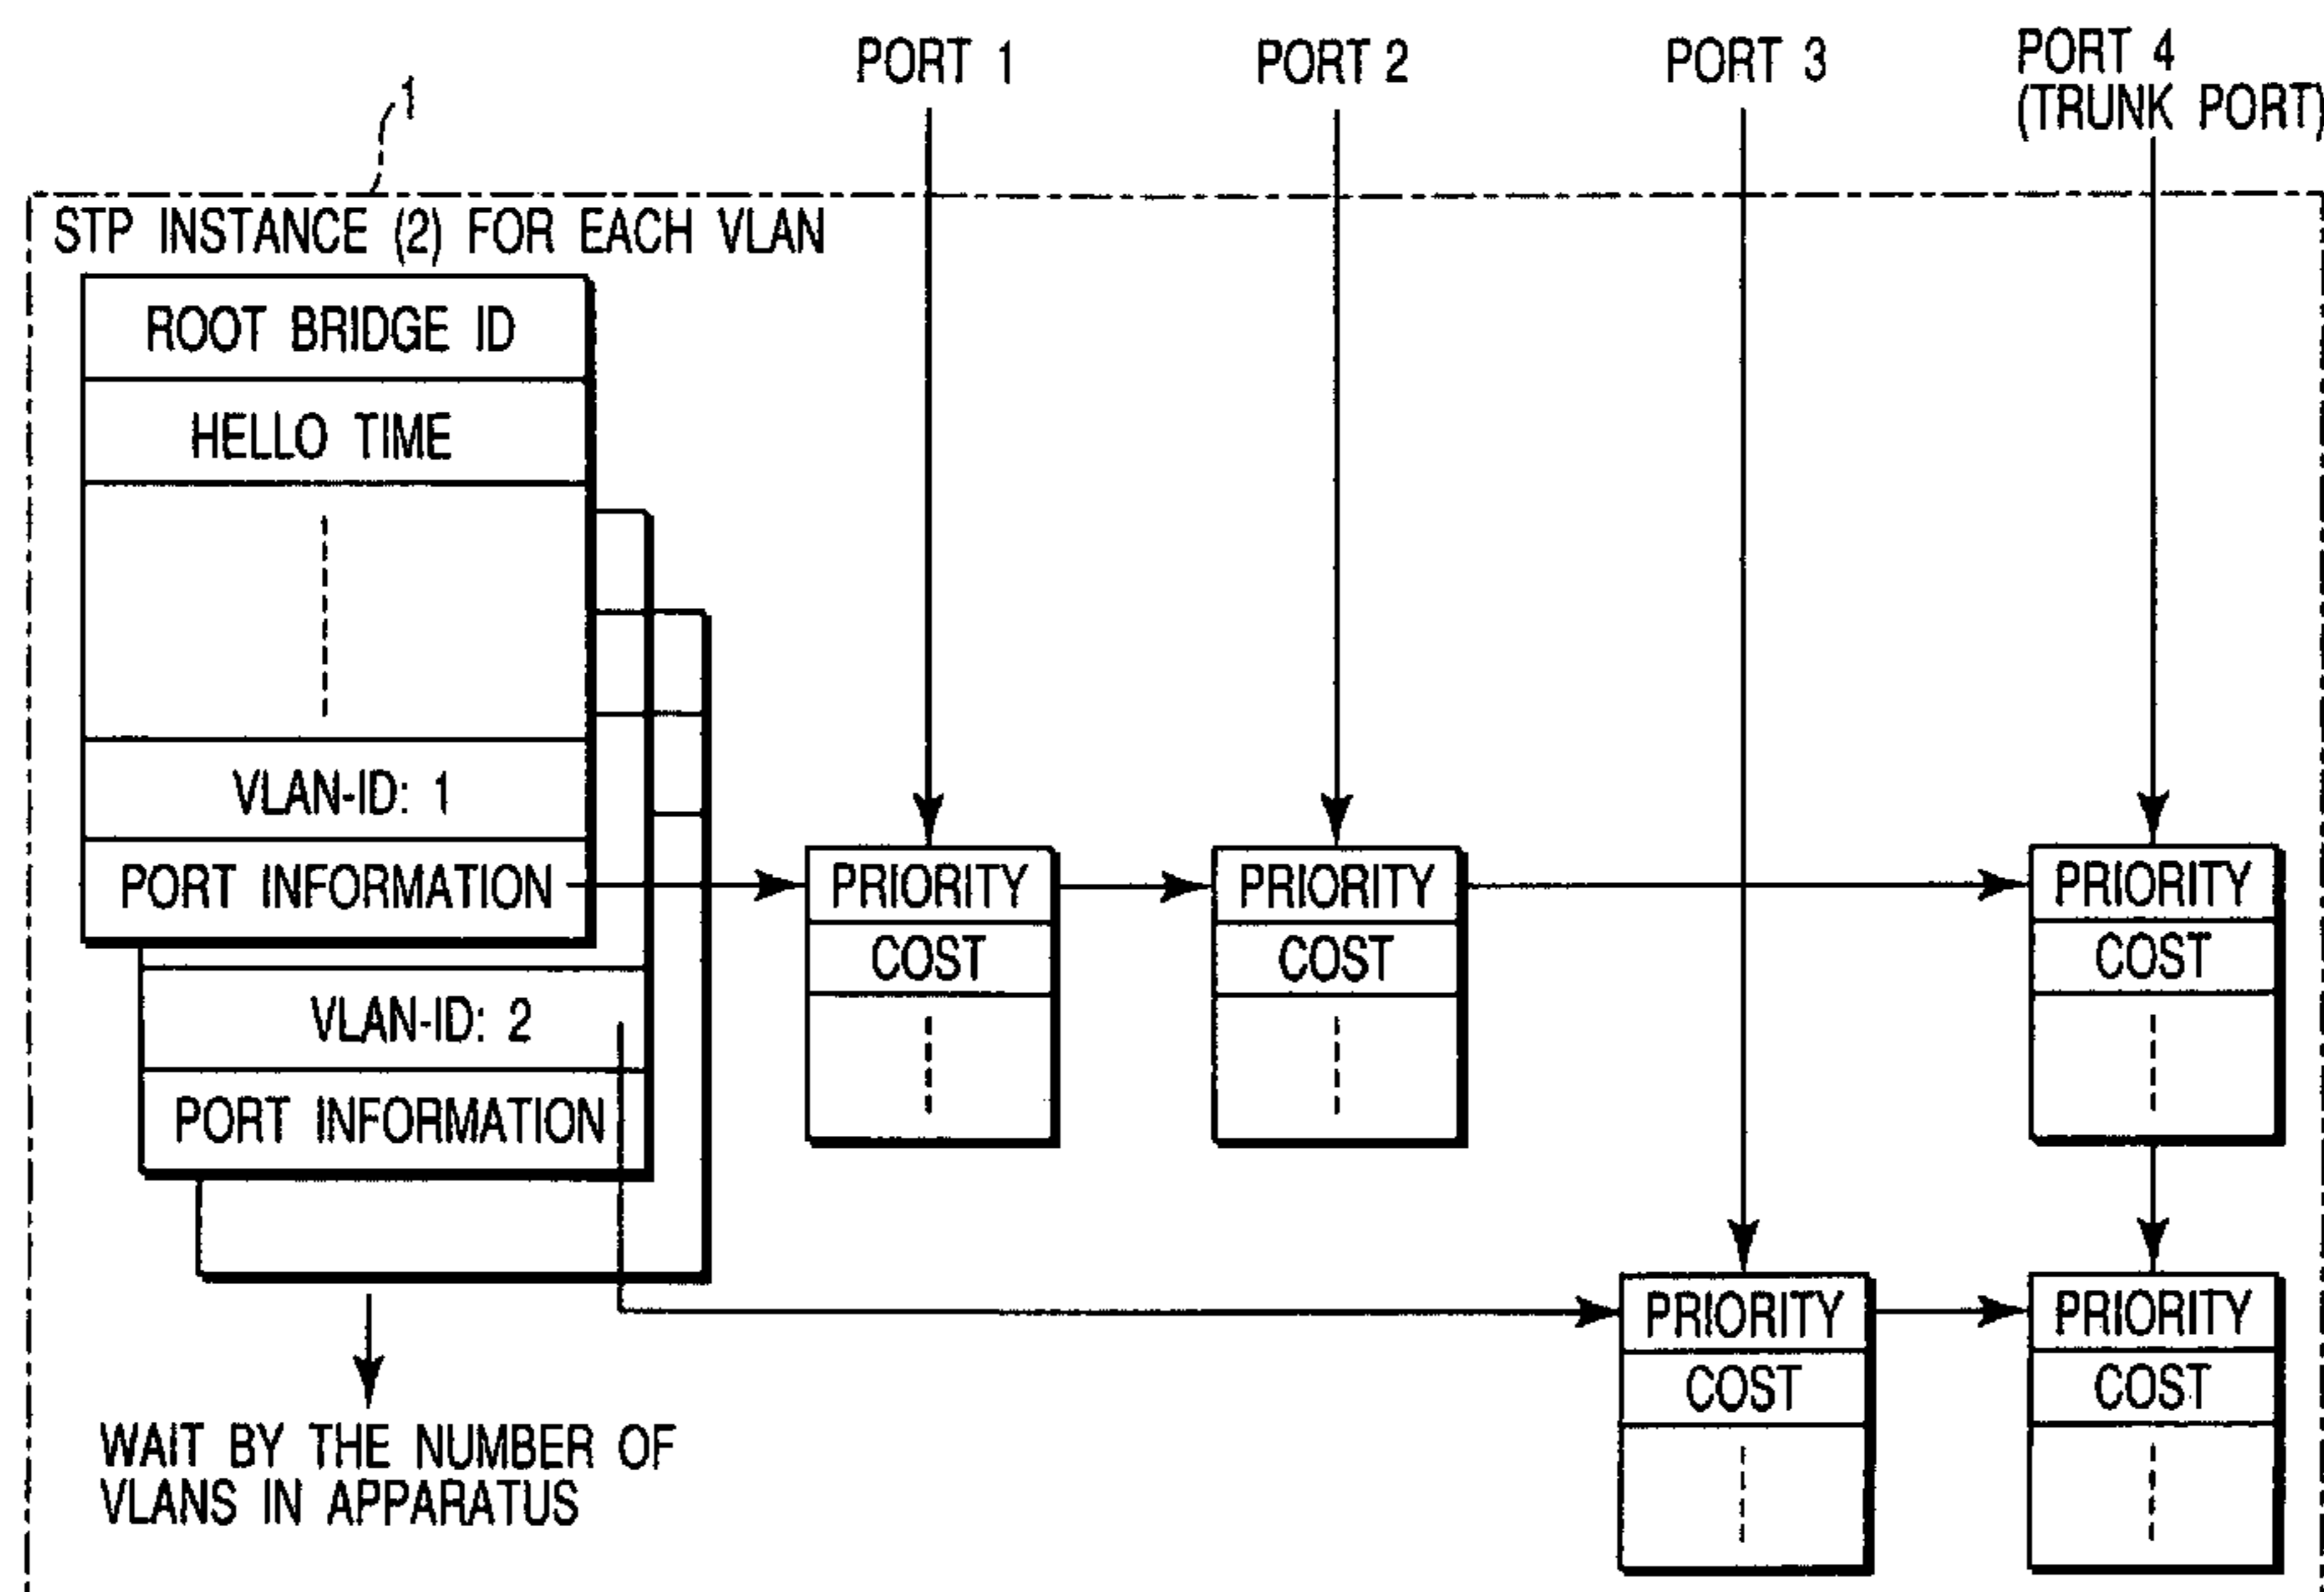 PORT 1
PORT 2
PORT 3
PORT 4
(TRUNK PORT)
1
STP INSTANCE (2) FOR EACH VLAN
ROOT BRIDGE ID
HELLO TIME
VLAN-ID: 1
PORT INFORMATION
PRIORITY
COST
PRIORITY
COST
PRIORITY
COST
VLAN-ID: 2
PORT INFORMATION
PRIORITY
COST
PRIORITY
COST
WAIT BY THE NUMBER OF
VLANS IN APPARATUS